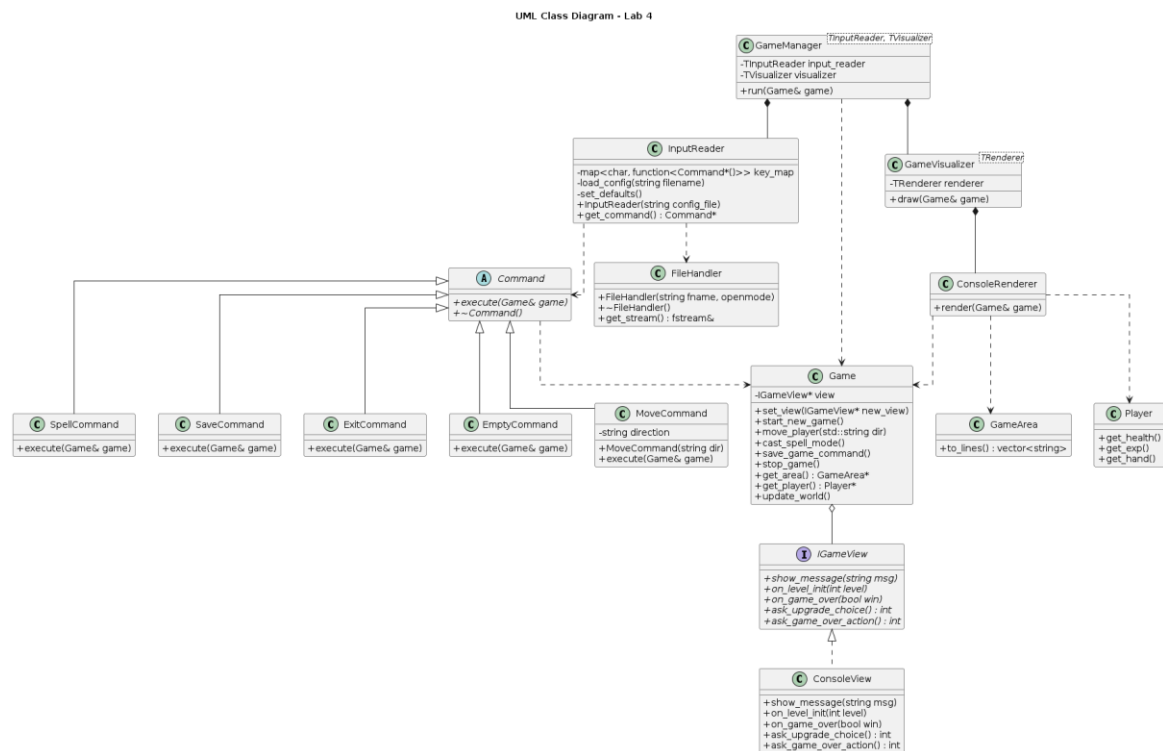 UML Class Diagram - Lab 4
C GameManager
TInputReader, TVisualizer
-TInputReader input_reader
-TVisualizer visualizer
+run(Game& game)
C InputReader
-map<char, function<Command*()>> key_map
-load_config(string filename)
-set_defaults()
+InputReader(string config_file)
+get_command() : Command*
C GameVisualizer
TRenderer
-TRenderer renderer
+draw(Game& game)
A Command
+execute(Game& game)
+~Command()
C FileHandler
+FileHandler(string fname, openmode)
+~FileHandler()
+get_stream() : fstream&
C ConsoleRenderer
+render(Game& game)
C SpellCommand
+execute(Game& game)
C SaveCommand
+execute(Game& game)
C ExitCommand
+execute(Game& game)
C EmptyCommand
+execute(Game& game)
C MoveCommand
-string direction
+MoveCommand(string dir)
+execute(Game& game)
C Game
-IGameView* view
+set_view(IGameView* new_view)
+start_new_game()
+move_player(std::string dir)
+cast_spell_mode()
+save_game_command()
+stop_game()
+get_area() : GameArea*
+get_player() : Player*
+update_world()
C GameArea
+to_lines() : vector<string>
C Player
+get_health()
+get_exp()
+get_hand()
I IGameView
+show_message(string msg)
+on_level_init(int level)
+on_game_over(bool win)
+ask_upgrade_choice() : int
+ask_game_over_action() : int
C ConsoleView
+show_message(string msg)
+on_level_init(int level)
+on_game_over(bool win)
+ask_upgrade_choice() : int
+ask_game_over_action() : int